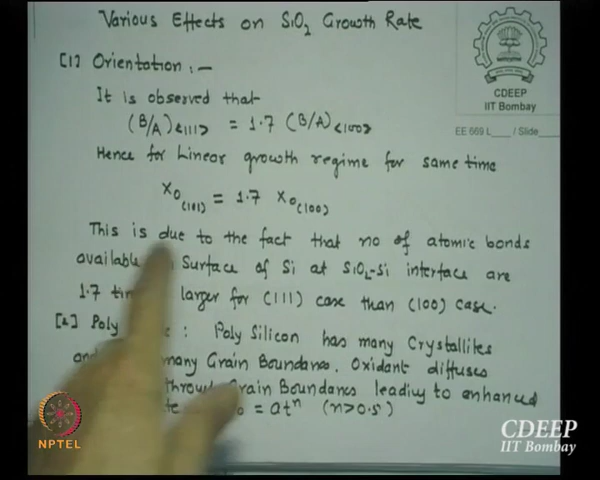 Various Effects on SiO2 Growth Rate
[1] Orientation :-
It is observed that
(B/A)<111> = 1.7 (B/A)<100>
Hence for Linear growth regime for same time
Xo(101) = 1.7 Xo(100)
This is due to the fact that no of atomic bonds
available Surface of Si at SiO2-Si interface are
1.7 larger for (111) case than (100) case.
[2] Poly : Poly Silicon has many Crystallites
many Grain Boundaries. Oxidant diffuses
through Grain Boundaries leading to enhanced
= at^n (n>0.5)
CDEEP
IIT Bombay
EE 669 L___ / Slide___
NPTEL
CDEEP
IIT Bombay